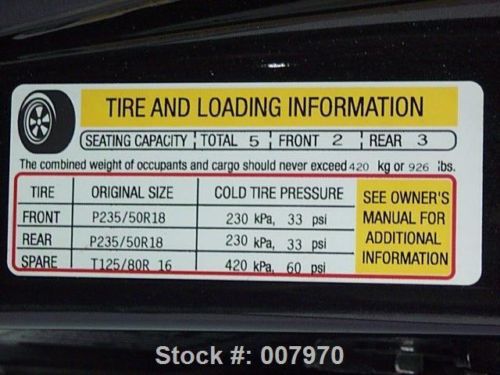 TIRE AND LOADING INFORMATION
SEATING CAPACITY TOTAL 5 FRONT 2 REAR 3
The combined weight of occupants and cargo should never exceed 420 kg or 926 lbs.
TIRE ORIGINAL SIZE COLD TIRE PRESSURE
FRONT P235/50R18 230 kPa, 33 psi
REAR P235/50R18 230 kPa, 33 psi
SPARE T125/80R 16 420 kPa, 60 psi
SEE OWNER'S
MANUAL FOR
ADDITIONAL
INFORMATION
Stock #: 007970